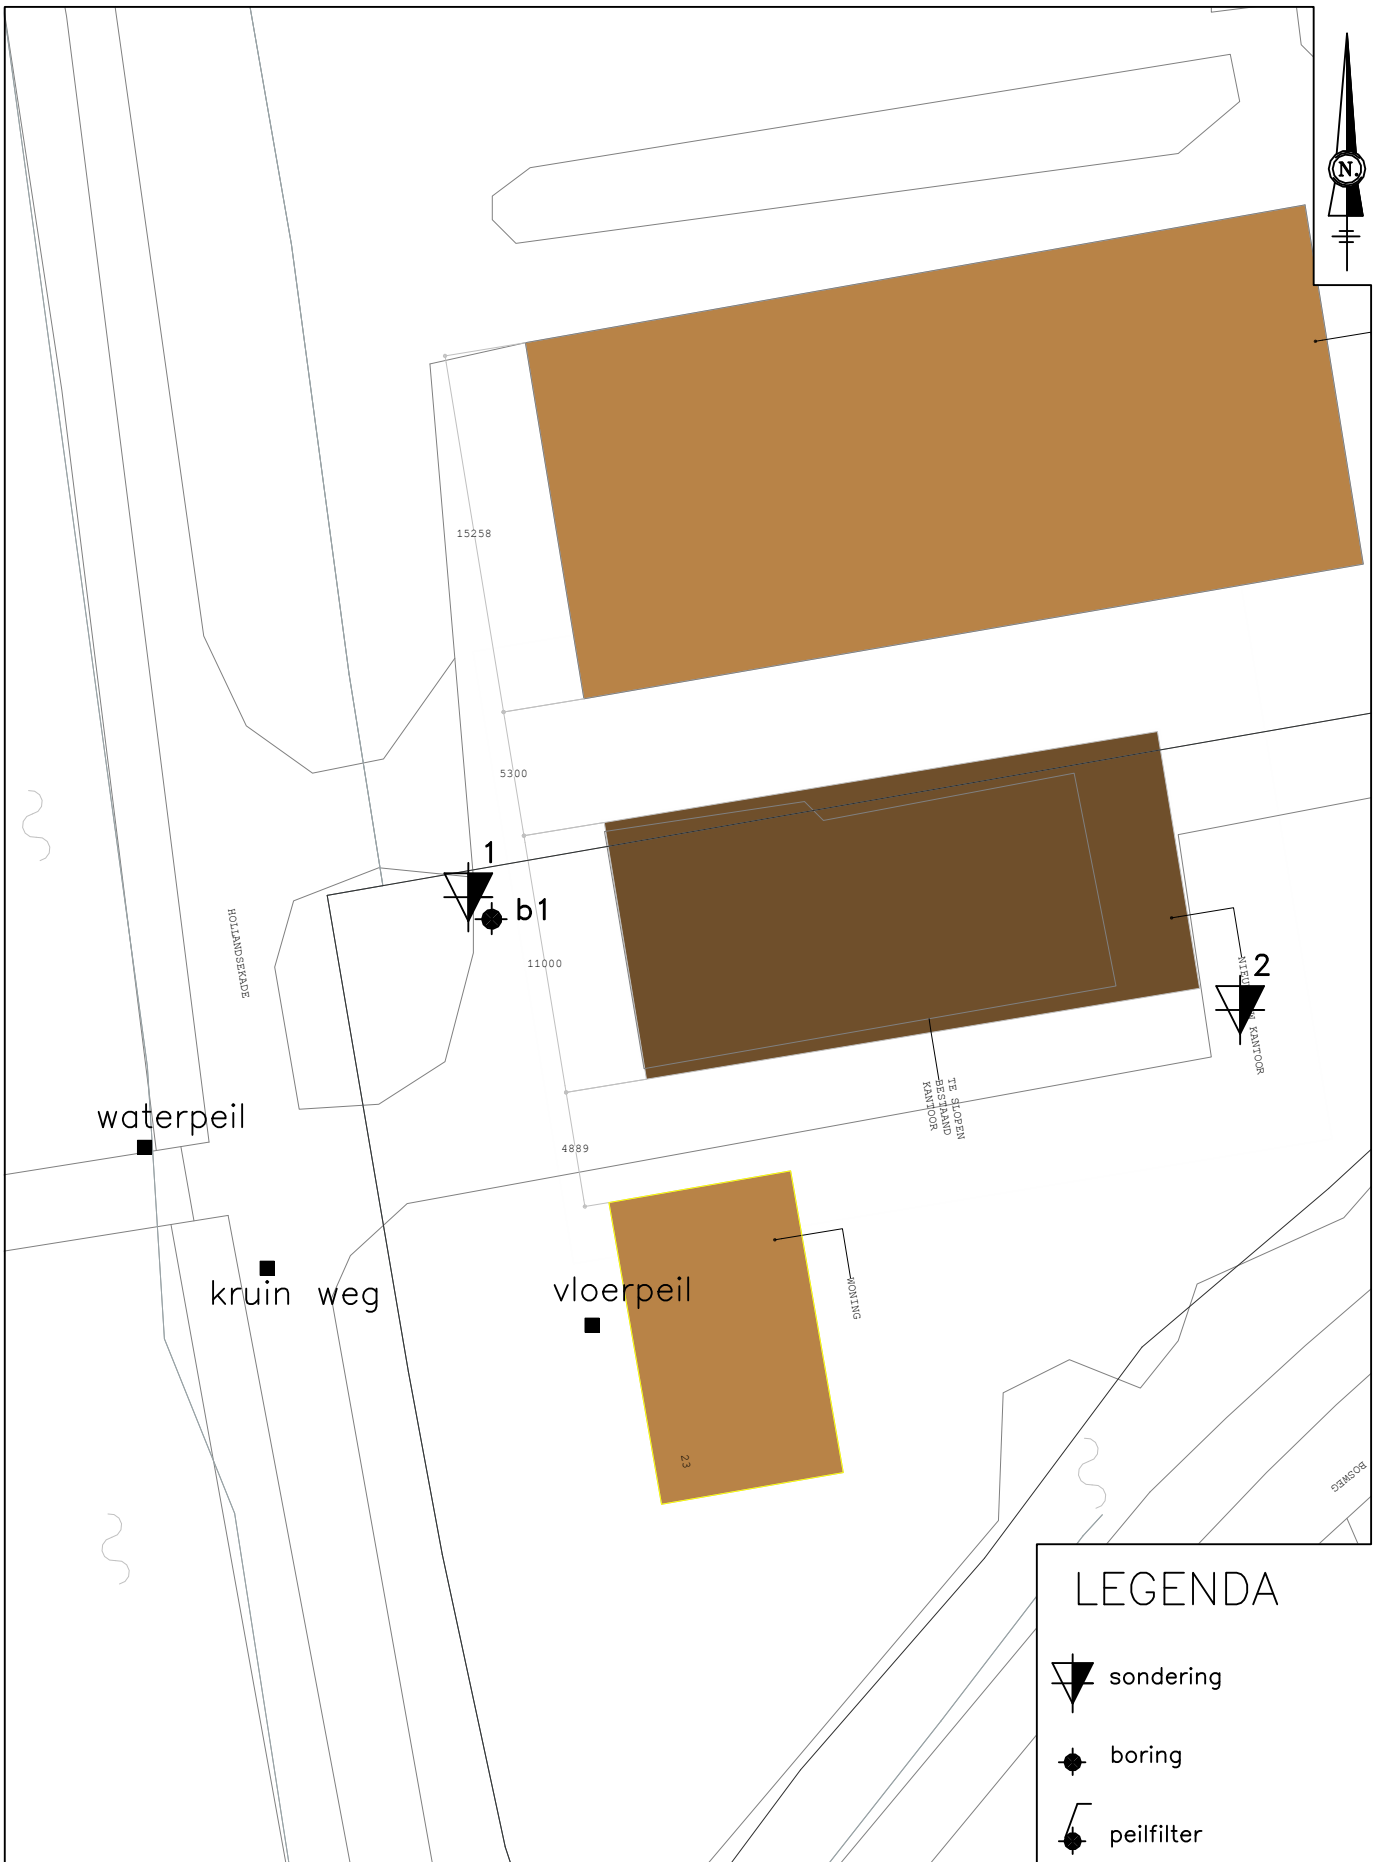 N.
15258
5300
1
b1
11000
HOLLANDSEKADE
2
KANTOOR
TE SLOPEN
BESTAAND
KANTOOR
waterpeil
4889
kruin weg
vloerpeil
WONING
23
BOSWEG
LEGENDA
sondering
boring
peilfilter